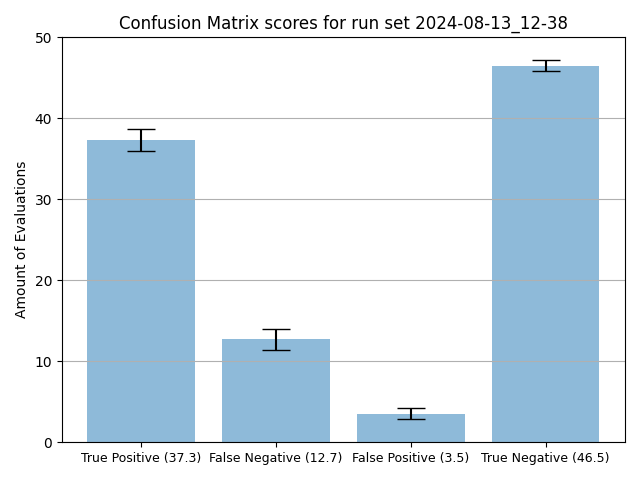 Confusion Matrix scores for run set 2024-08-13_12-38
Amount of Evaluations
50
40
30
20
10
0
True Positive (37.3) False Negative (12.7) False Positive (3.5) True Negative (46.5)